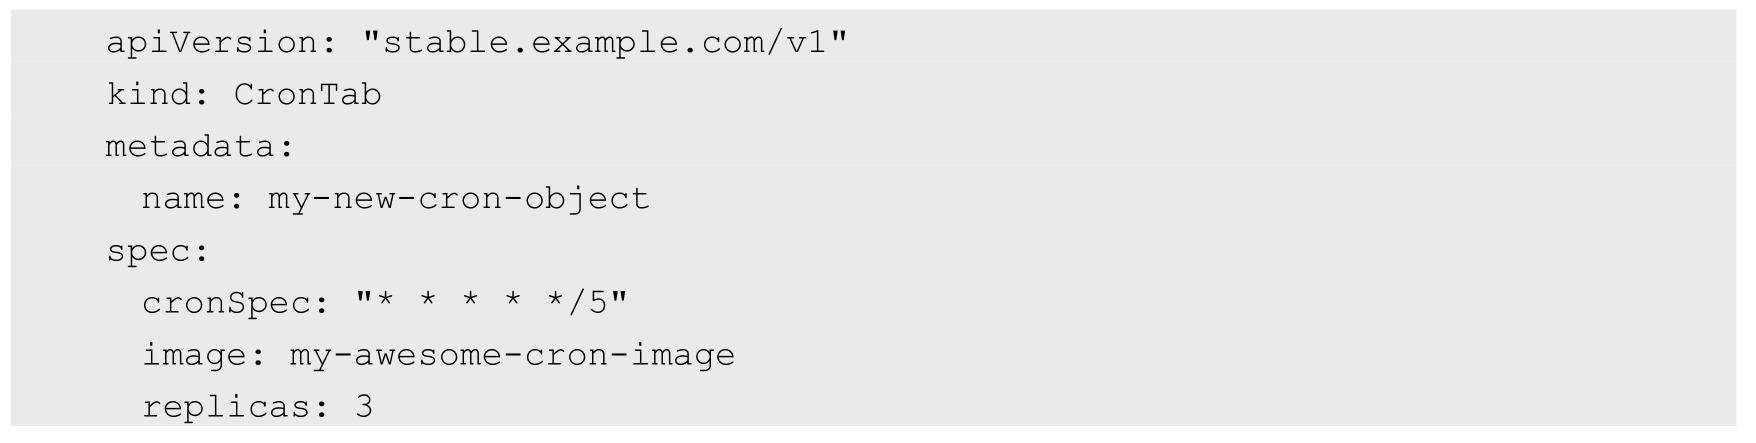 apiVersion: "stable.example.com/v1"
kind: CronTab
metadata:
  name: my-new-cron-object
spec:
  cronSpec: "* * * * */5"
  image: my-awesome-cron-image
  replicas: 3